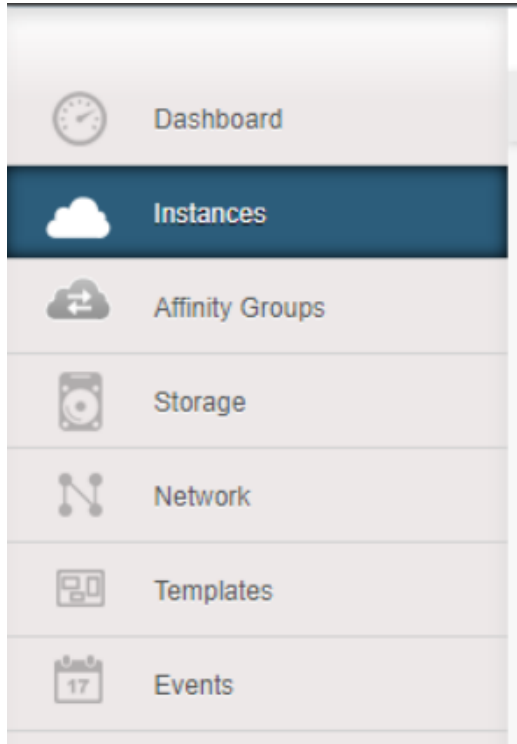 Dashboard
Instances
Affinity Groups
Storage
Network
Templates
17
Events